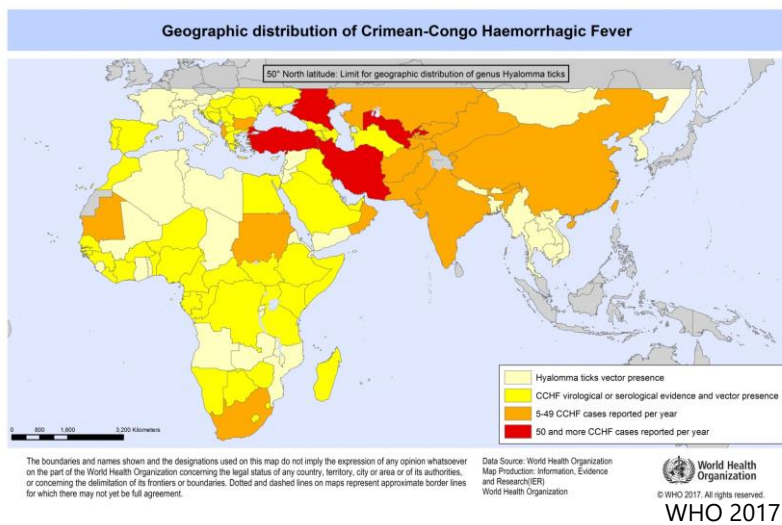 Geographic distribution of Crimean-Congo Haemorrhagic Fever
50° North latitude: Limit for geographic distribution of genus Hyalomma ticks
Hyalomma ticks vector presence
CCHF virological or serological evidence and vector presence
5-49 CCHF cases reported per year
50 and more CCHF cases reported per year
0 800 1,600 3,200 Kilometers
The boundaries and names shown and the designations used on this map do not imply the expression of any opinion whatsoever
on the part of the World Health Organization concerning the legal status of any country, territory, city or area or of its authorities,
or concerning the delimitation of its frontiers or boundaries. Dotted and dashed lines on maps represent approximate border lines
for which there may not yet be full agreement.
Data Source: World Health Organization
Map Production: Information, Evidence
and Research(IER)
World Health Organization
World Health
Organization
© WHO 2017. All rights reserved.
WHO 2017